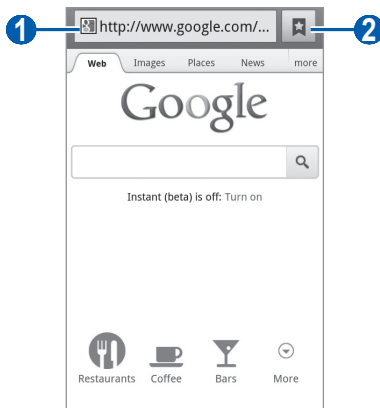 1 http://www.google.com/... 2
Web Images Places News more
Google
Instant (beta) is off: Turn on
Restaurants Coffee Bars More